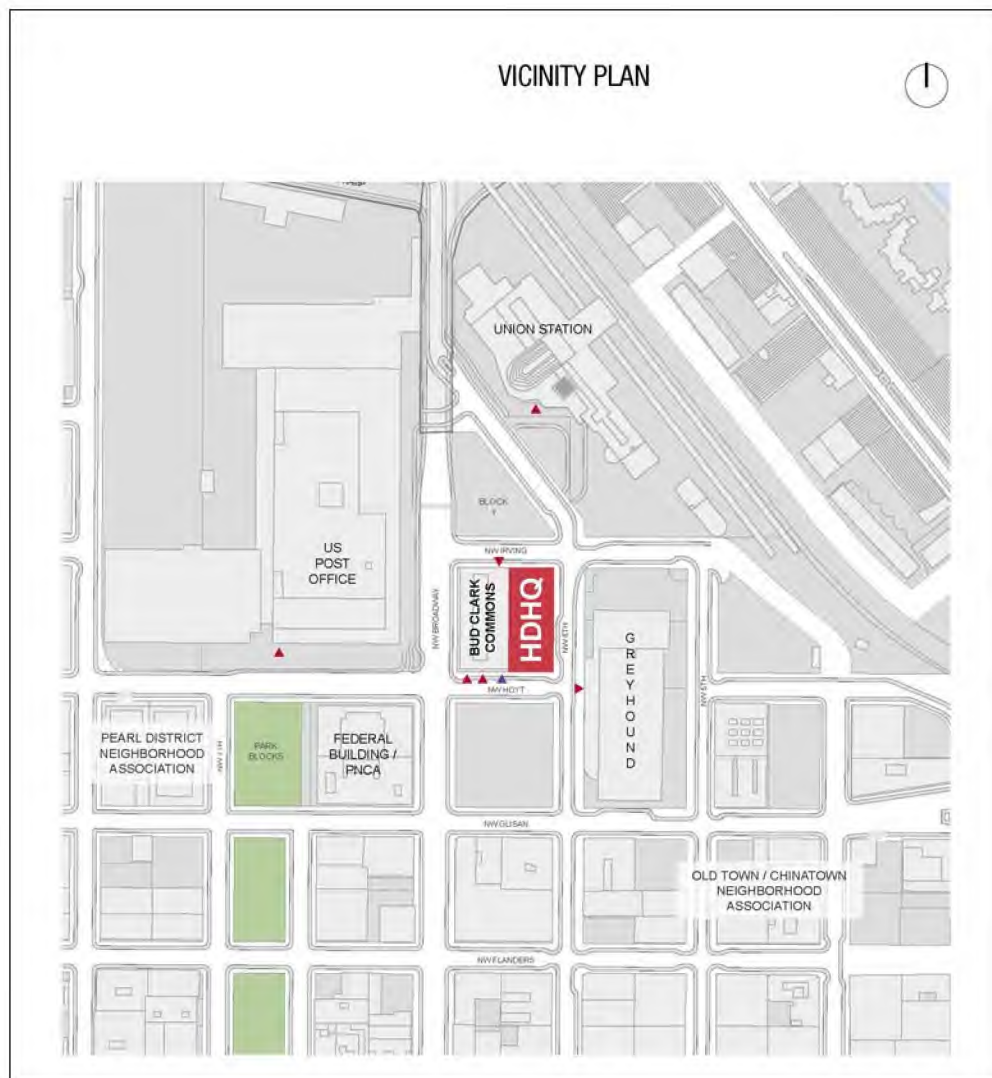 VICINITY PLAN
UNION STATION
BLOCK
Y
US
POST
OFFICE
NW IRVING
NW BROADWAY
BUD CLARK
COMMONS
HDHQ
NW 6TH
GREYHOUND
NW 5TH
NW HOYT
PEARL DISTRICT
NEIGHBORHOOD
ASSOCIATION
PARK
BLOCKS
FEDERAL
BUILDING /
PNCA
NW GLISAN
OLD TOWN / CHINATOWN
NEIGHBORHOOD
ASSOCIATION
NW FLANDERS